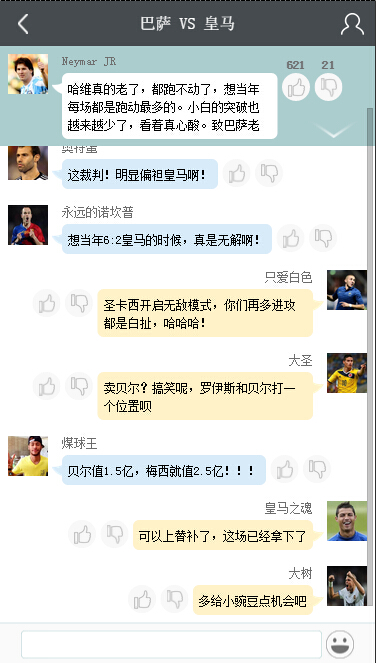 巴萨 VS 皇马
Neymar JR
621
21
哈维真的老了，都跑不动了，想当年
每场都是跑动最多的。小白的突破也
越来越少了，看着真心酸。致巴萨老
这裁判！明显偏袒皇马啊！
永远的诺坎普
想当年6:2皇马的时候，真是无解啊！
只爱白色
圣卡西开启无敌模式，你们再多进攻
都是白扯，哈哈哈！
大圣
卖贝尔？搞笑呢，罗伊斯和贝尔打一
个位置呗
煤球王
贝尔值1.5亿，梅西就值2.5亿！！！
皇马之魂
可以上替补了，这场已经拿下了
大树
多给小豌豆点机会吧